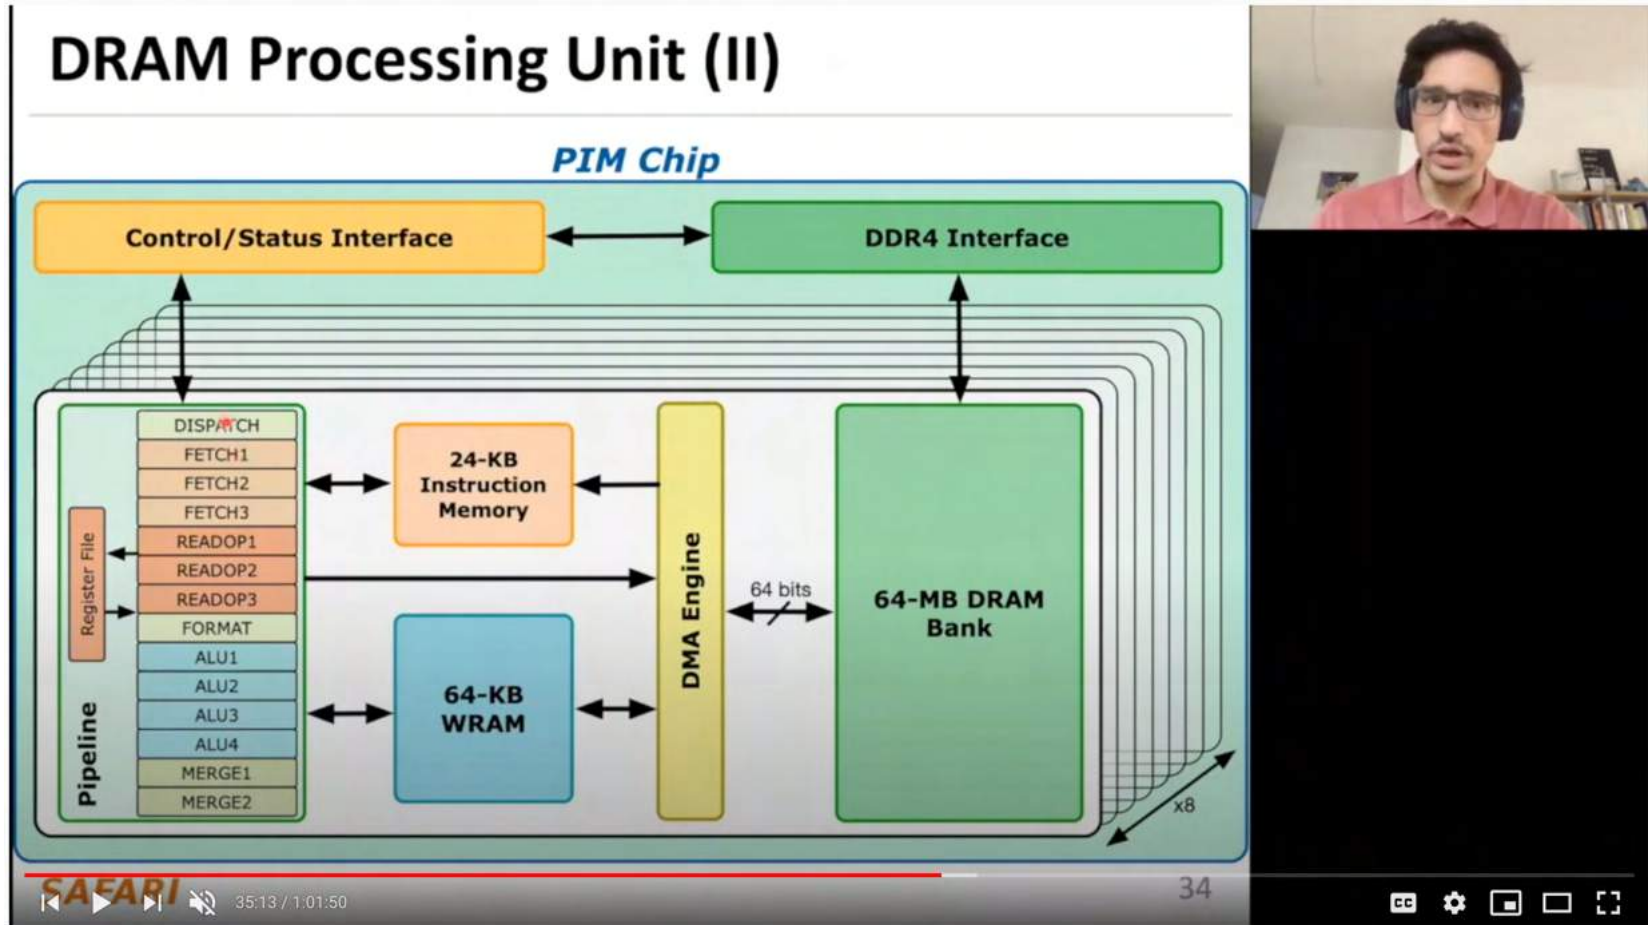 DRAM Processing Unit (II)
PIM Chip
Control/Status Interface
DDR4 Interface
DISPATCH
FETCH1
FETCH2
FETCH3
READOP1
READOP2
READOP3
FORMAT
ALU1
ALU2
ALU3
ALU4
MERGE1
MERGE2
Register File
Pipeline
24-KB
Instruction
Memory
64-KB
WRAM
DMA Engine
64 bits
64-MB DRAM
Bank
x8
SAFARI
34
35:13 / 1:01:50
CC